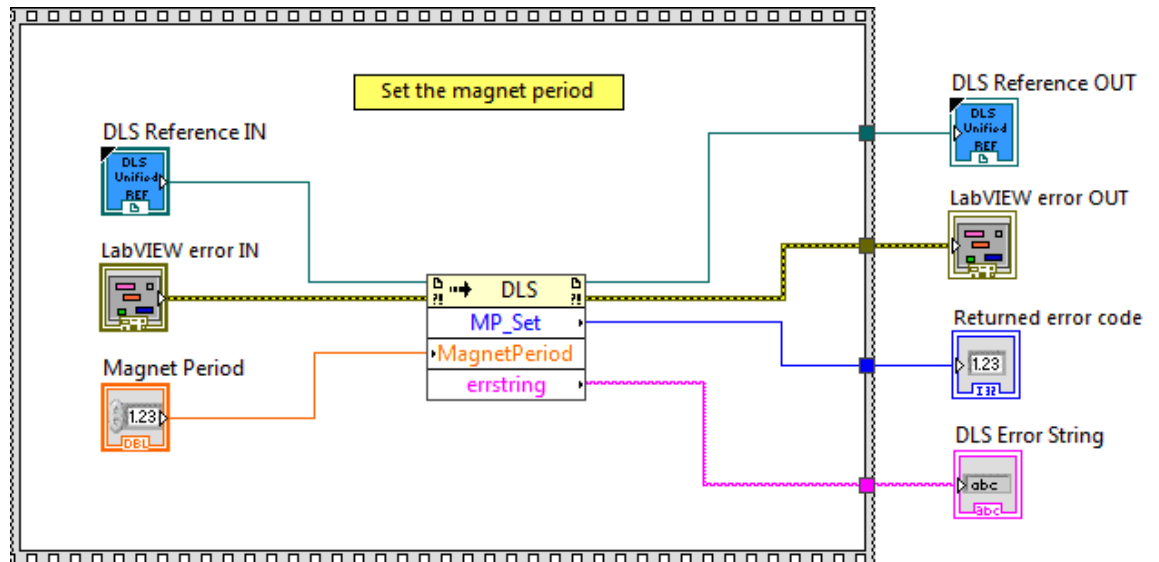 Set the magnet period
DLS Reference IN
DLS
Unified
REF
LabVIEW error IN
?!
Magnet Period
1.23
DBL
?! DLS ?!
MP_Set
MagnetPeriod
errstring
DLS Reference OUT
DLS
Unified
REF
LabVIEW error OUT
?!
Returned error code
1.23
I32
DLS Error String
abc
abc